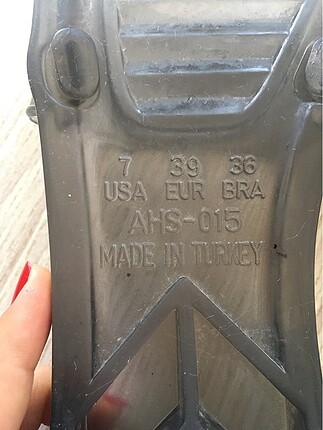 7 39 36
USA EUR BRA
AHS-015
MADE IN TURKEY